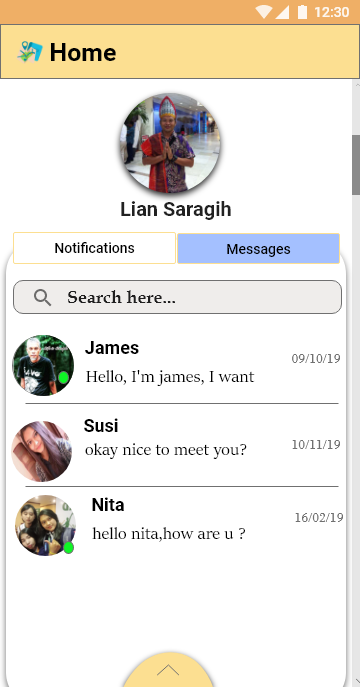 12:30
Home
Lian Saragih
Notifications Messages
Search here...
James
Hello, I'm james, I want
09/10/19
Susi
okay nice to meet you?
10/11/19
Nita
hello nita,how are u ?
16/02/19